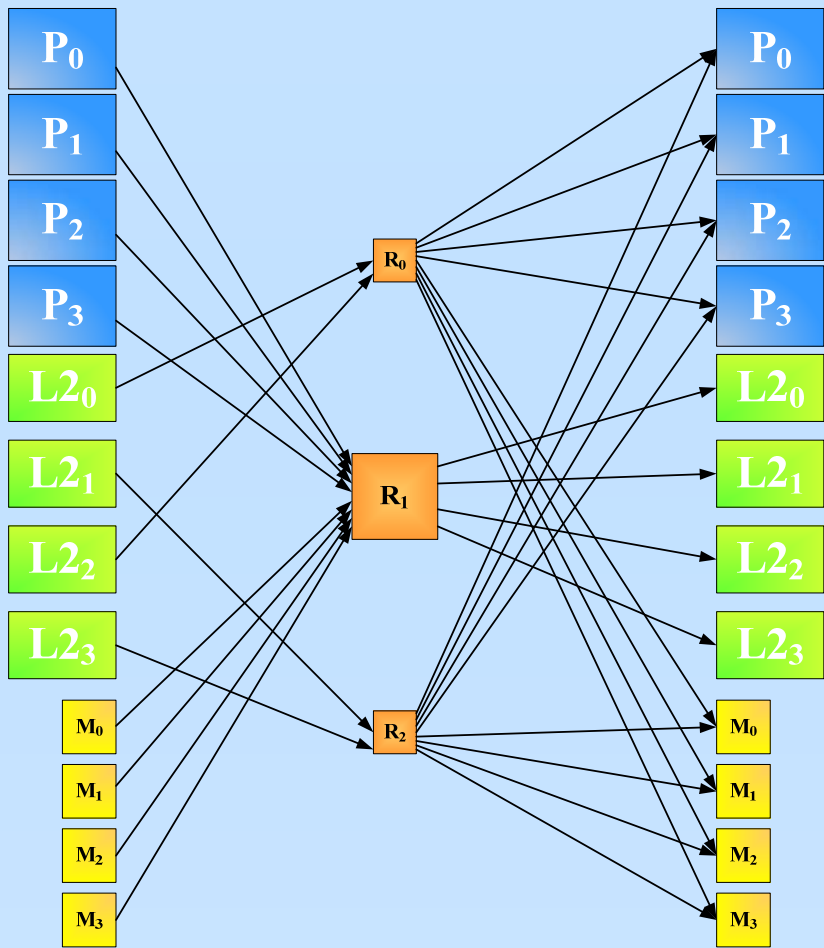 P₀
P₁
P₂
P₃
L2₀
L2₁
L2₂
L2₃
M₀
M₁
M₂
M₃
R₀
R₁
R₂
P₀
P₁
P₂
P₃
L2₀
L2₁
L2₂
L2₃
M₀
M₁
M₂
M₃